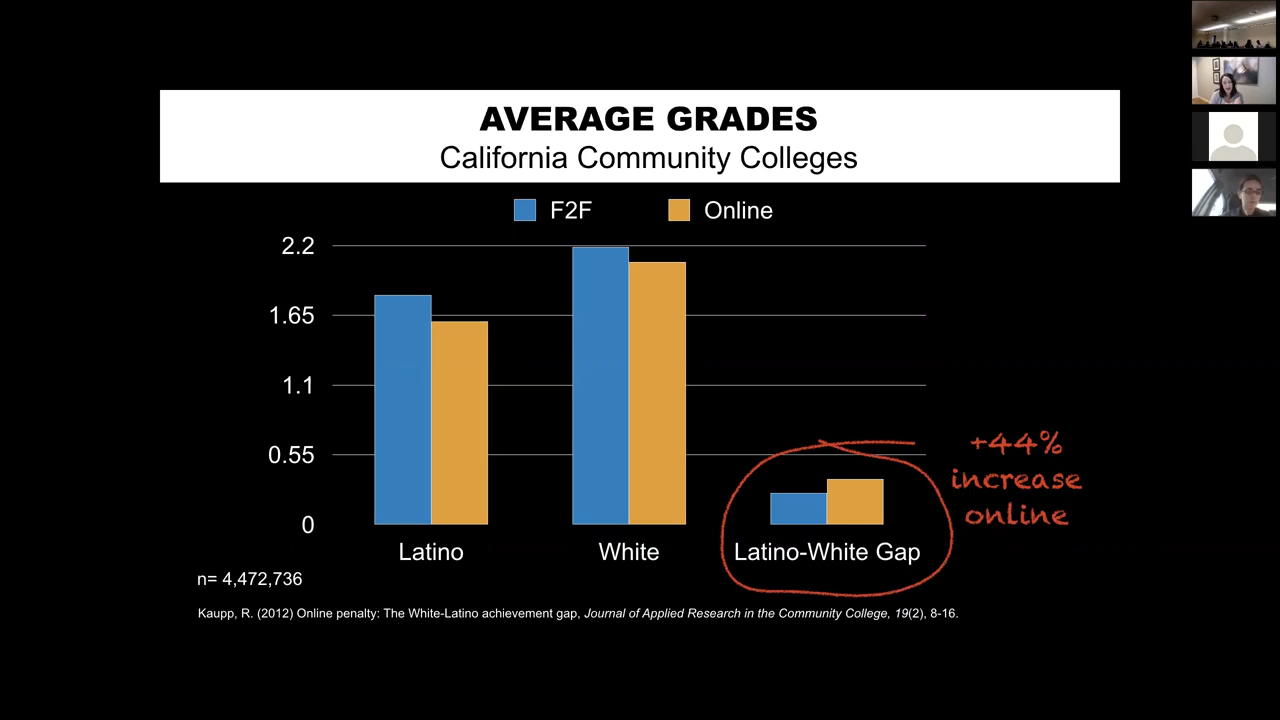 AVERAGE GRADES
California Community Colleges
F2F Online
2.2
1.65
1.1
0.55
0
Latino White Latino-White Gap
+44%
increase
online
n= 4,472,736
Kaupp, R. (2012) Online penalty: The White-Latino achievement gap, Journal of Applied Research in the Community College, 19(2), 8-16.